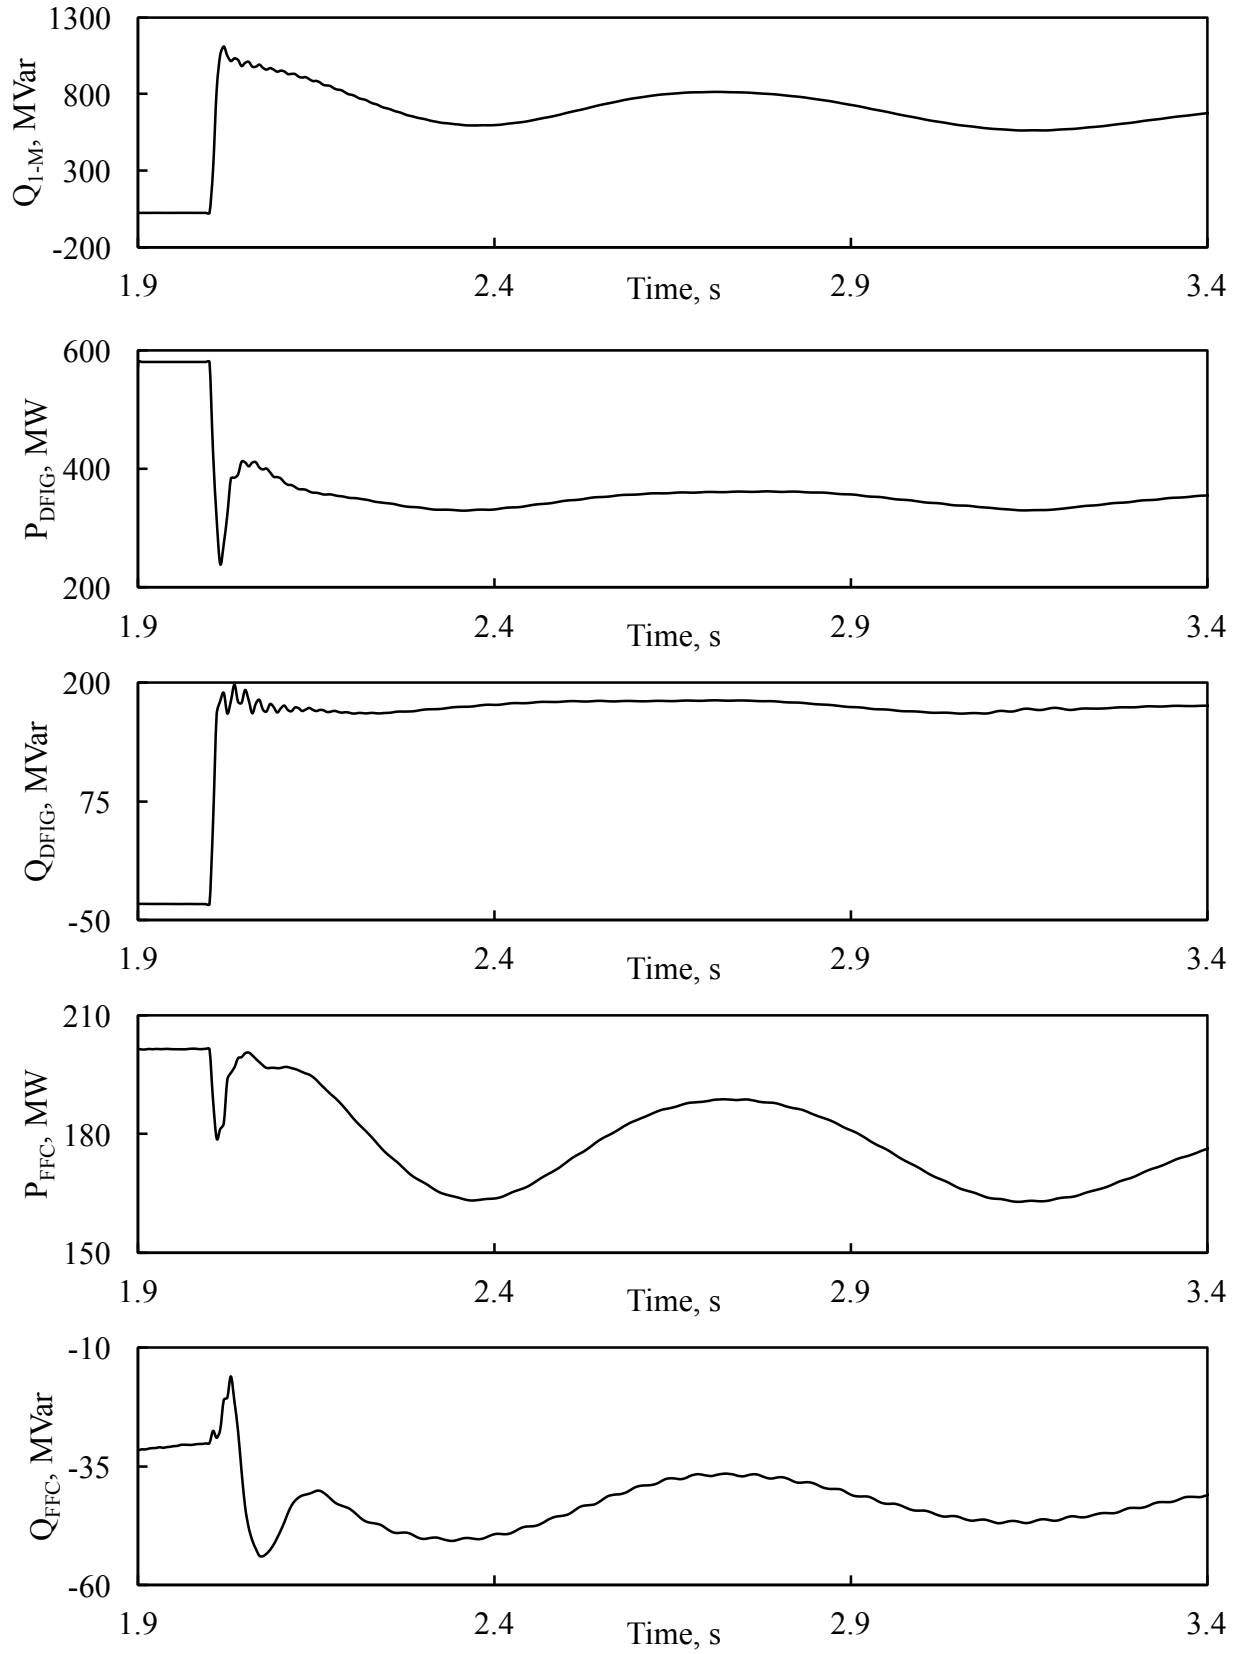 1300
800
300
-200
Q1-M, MVar
1.9 2.4 2.9 3.4
Time, s
600
400
200
PDFIG, MW
1.9 2.4 2.9 3.4
Time, s
200
75
-50
QDFIG, MVar
1.9 2.4 2.9 3.4
Time, s
210
180
150
PFFC, MW
1.9 2.4 2.9 3.4
Time, s
-10
-35
-60
QFFC, MVar
1.9 2.4 2.9 3.4
Time, s